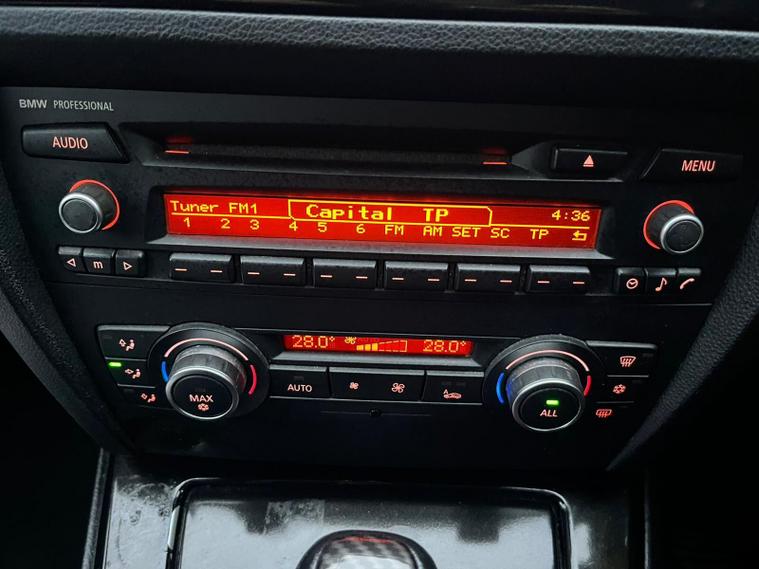 BMW PROFESSIONAL
AUDIO
MENU
Tuner FM1 Capital TP 4:36
1 2 3 4 5 6 FM AM SET SC TP
m
28.0° AUTO 28.0°
MAX
AUTO
ALL